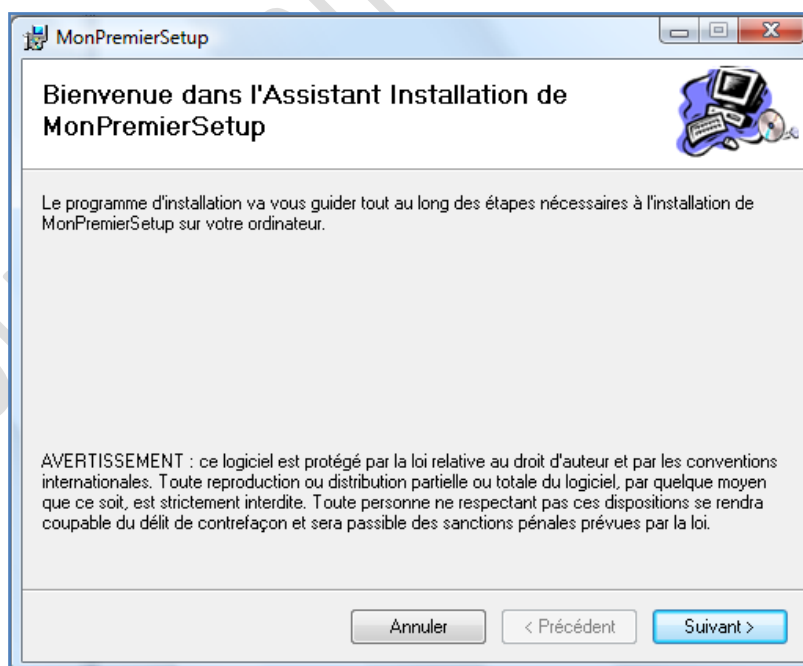 MonPremierSetup
Bienvenue dans l'Assistant Installation de
MonPremierSetup
Le programme d'installation va vous guider tout au long des étapes nécessaires à l'installation de
MonPremierSetup sur votre ordinateur.
AVERTISSEMENT : ce logiciel est protégé par la loi relative au droit d'auteur et par les conventions
internationales. Toute reproduction ou distribution partielle ou totale du logiciel, par quelque moyen
que ce soit, est strictement interdite. Toute personne ne respectant pas ces dispositions se rendra
coupable du délit de contrefaçon et sera passible des sanctions pénales prévues par la loi.
Annuler
< Précédent
Suivant >